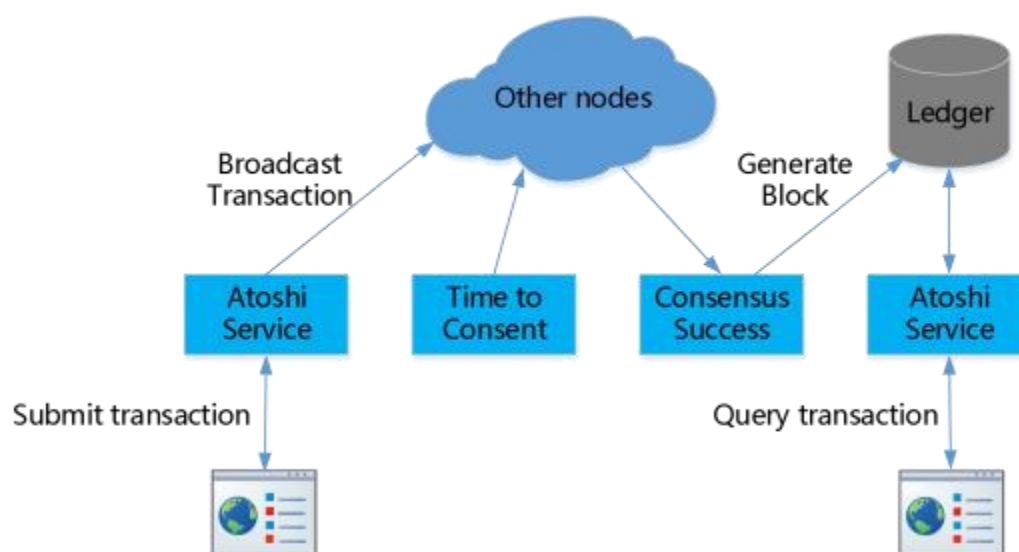 Other nodes
Ledger
Broadcast
Transaction
Generate
Block
Atoshi
Service
Time to
Consent
Consensus
Success
Atoshi
Service
Submit transaction
Query transaction